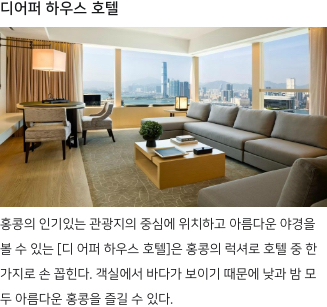 디어퍼 하우스 호텔
홍콩의 인기있는 관광지의 중심에 위치하고 아름다운 야경을
볼 수 있는 [디 어퍼 하우스 호텔]은 홍콩의 럭셔로 호텔 중 한
가지로 손 꼽힌다. 객실에서 바다가 보이기 때문에 낮과 밤 모
두 아름다운 홍콩을 즐길 수 있다.